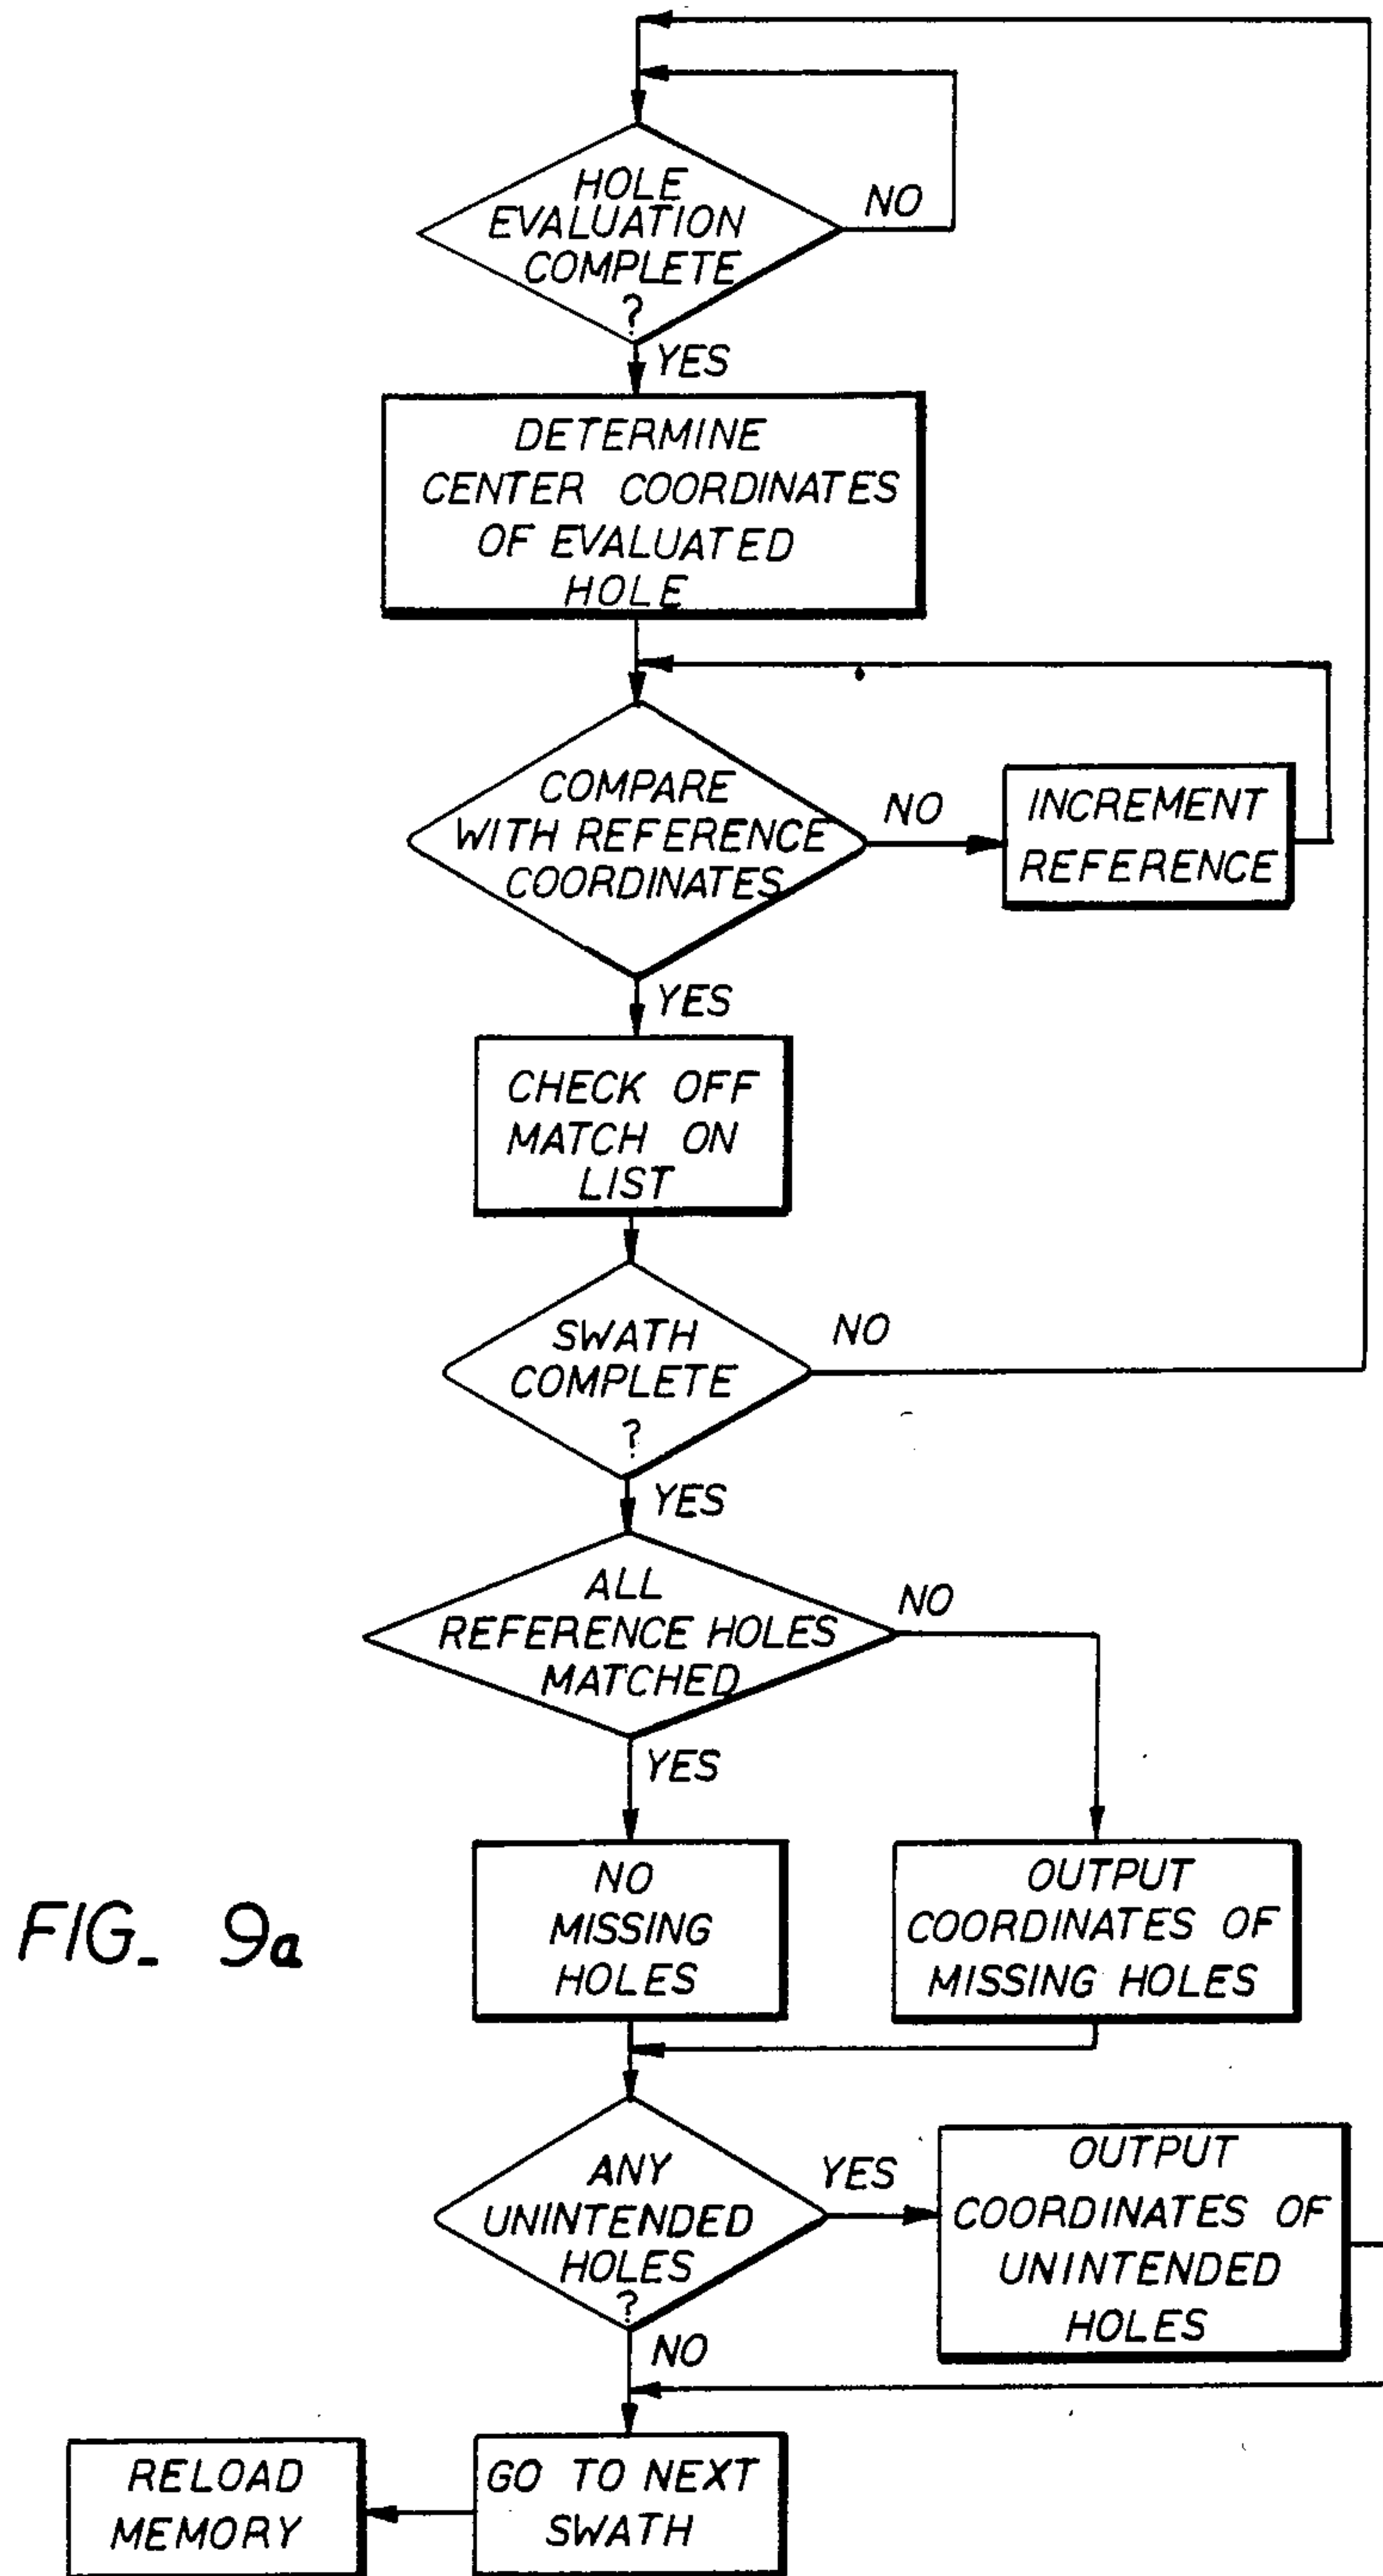 HOLE
EVALUATION
COMPLETE
?
NO
YES
DETERMINE
CENTER COORDINATES
OF EVALUATED
HOLE
COMPARE
WITH REFERENCE
COORDINATES
NO
INCREMENT
REFERENCE
YES
CHECK OFF
MATCH ON
LIST
SWATH
COMPLETE
?
NO
YES
ALL
REFERENCE HOLES
MATCHED
NO
YES
NO
MISSING
HOLES
OUTPUT
COORDINATES OF
MISSING HOLES
FIG_ 9a
ANY
UNINTENDED
HOLES
?
YES
OUTPUT
COORDINATES OF
UNINTENDED
HOLES
NO
GO TO NEXT
SWATH
RELOAD
MEMORY